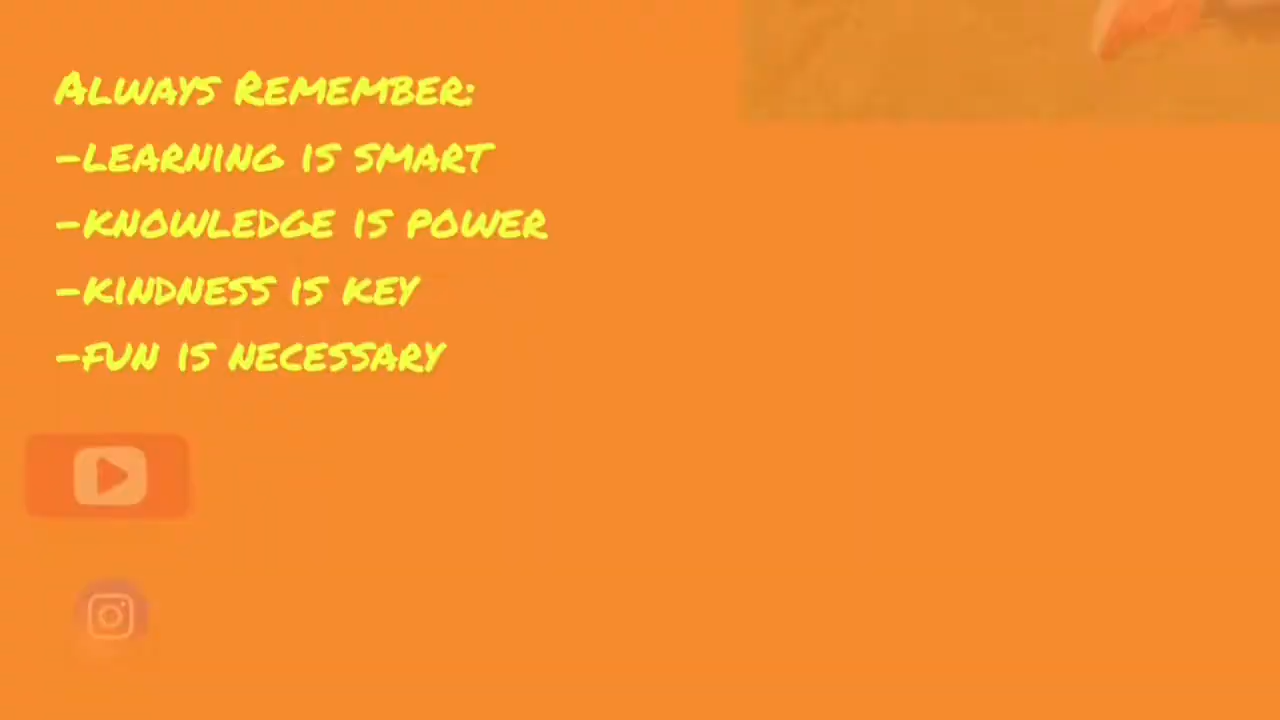 Always Remember:
-learning is smart
-knowledge is power
-kindness is key
-fun is necessary